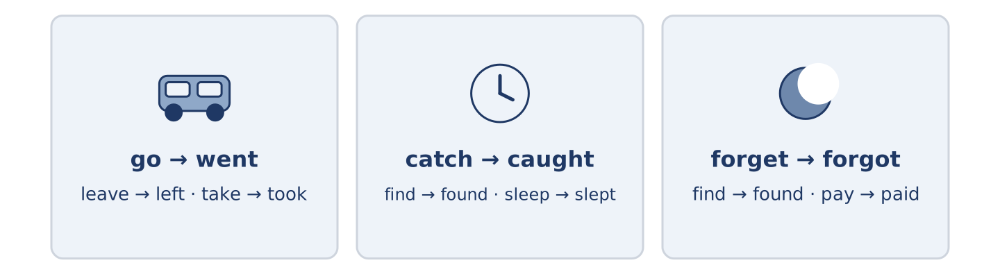 go → went
leave → left · take → took
catch → caught
find → found · sleep → slept
forget → forgot
find → found · pay → paid